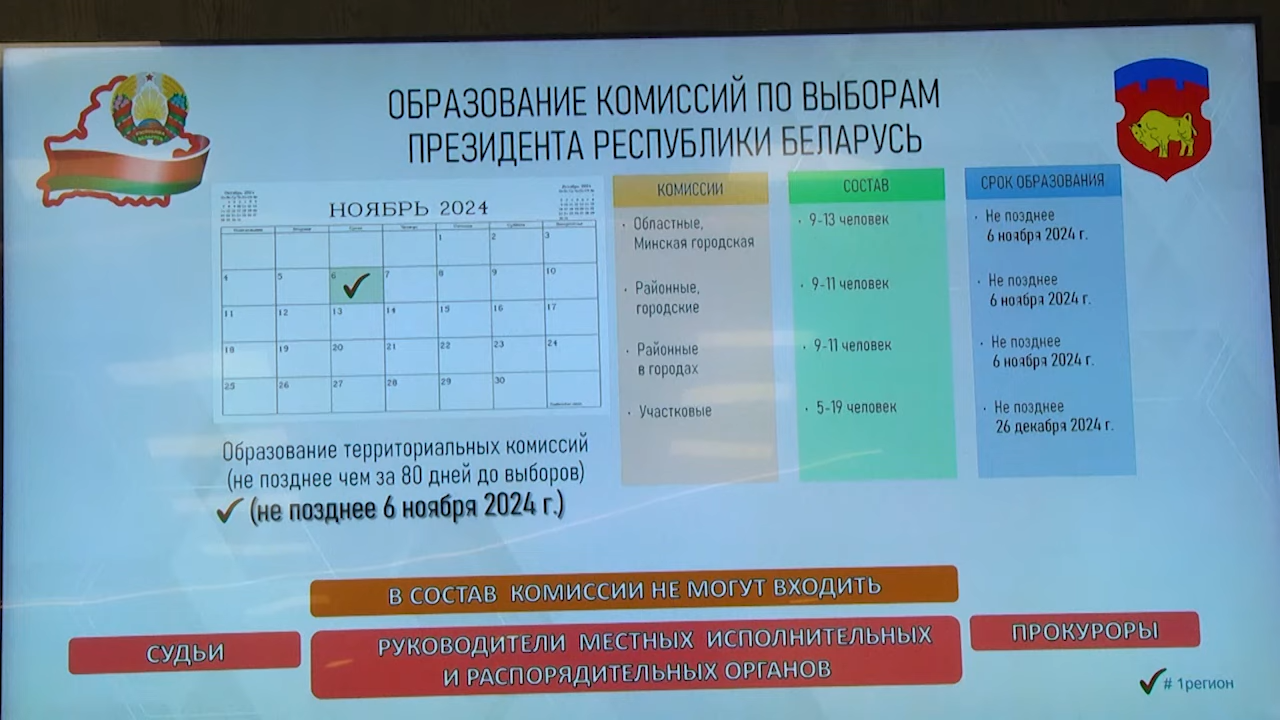 ОБРАЗОВАНИЕ КОМИССИЙ ПО ВЫБОРАМ
ПРЕЗИДЕНТА РЕСПУБЛИКИ БЕЛАРУСЬ
НОЯБРЬ 2024
1 2 3
4 5 6 7 8 9 10
11 12 13 14 15 16 17
18 19 20 21 22 23 24
25 26 27 28 29 30
Образование территориальных комиссий
(не позднее чем за 80 дней до выборов)
(не позднее 6 ноября 2024 г.)
КОМИССИИ
· Областные,
Минская городская
· Районные,
городские
· Районные
в городах
· Участковые
СОСТАВ
· 9-13 человек
· 9-11 человек
· 9-11 человек
· 5-19 человек
СРОК ОБРАЗОВАНИЯ
· Не позднее
6 ноября 2024 г.
· Не позднее
6 ноября 2024 г.
· Не позднее
6 ноября 2024 г.
· Не позднее
26 декабря 2024 г.
В СОСТАВ КОМИССИИ НЕ МОГУТ ВХОДИТЬ
СУДЬИ
РУКОВОДИТЕЛИ МЕСТНЫХ ИСПОЛНИТЕЛЬНЫХ
И РАСПОРЯДИТЕЛЬНЫХ ОРГАНОВ
ПРОКУРОРЫ
# 1регион